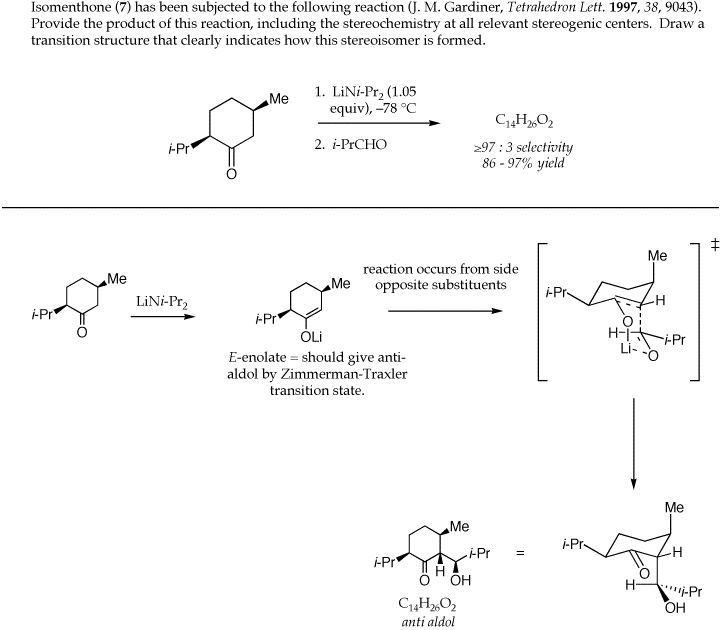 Isomenthone (7) has been subjected to the following reaction (J. M. Gardiner, Tetrahedron Lett. 1997, 38, 9043).
Provide the product of this reaction, including the stereochemistry at all relevant stereogenic centers. Draw a
transition structure that clearly indicates how this stereoisomer is formed.
Me
i-Pr
O
1. LiNi-Pr2 (1.05
equiv), –78 °C
2. i-PrCHO
C14H26O2
≥97 : 3 selectivity
86 - 97% yield
Me
i-Pr
O
LiNi-Pr2
Me
i-Pr
OLi
E-enolate = should give anti-
aldol by Zimmerman-Traxler
transition state.
reaction occurs from side
opposite substituents
‡
Me
i-Pr
H
O
H
i-Pr
Li
O
Me
i-Pr
i-Pr
H
O
OH
C14H26O2
anti aldol
=
Me
i-Pr
H
O
H
i-Pr
OH